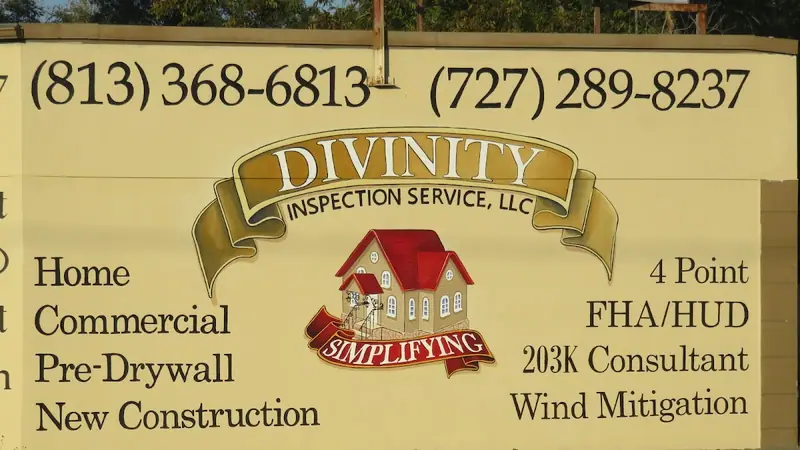 (813) 368-6813
(727) 289-8237
DIVINITY
INSPECTION SERVICE, LLC
SIMPLIFYING
Home
Commercial
Pre-Drywall
New Construction
4 Point
FHA/HUD
203K Consultant
Wind Mitigation